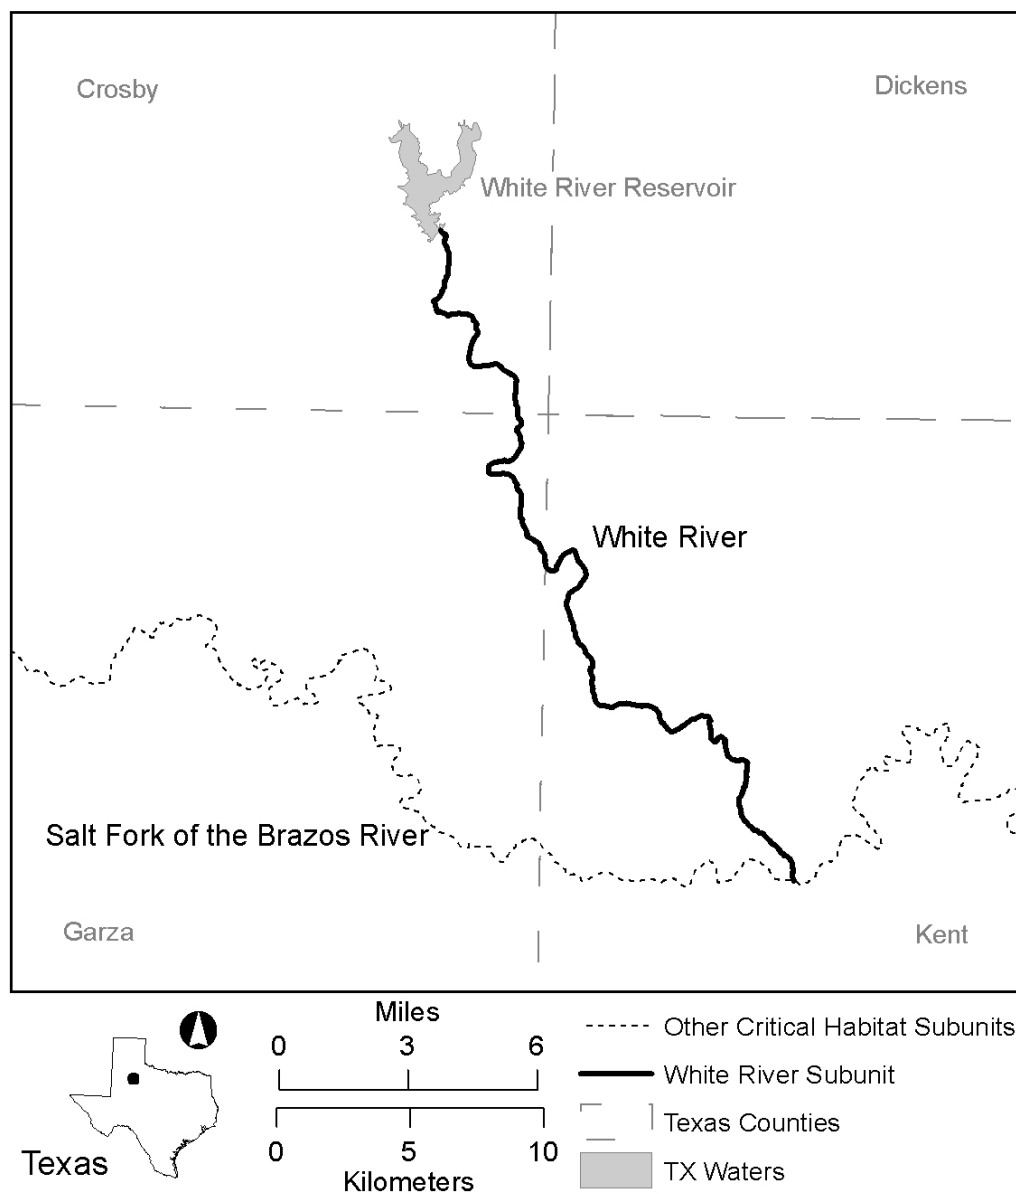 Crosby
Dickens
White River Reservoir
White River
Salt Fork of the Brazos River
Garza
Kent
Miles
0 3 6
0 5 10
Kilometers
Texas
Other Critical Habitat Subunits
White River Subunit
Texas Counties
TX Waters